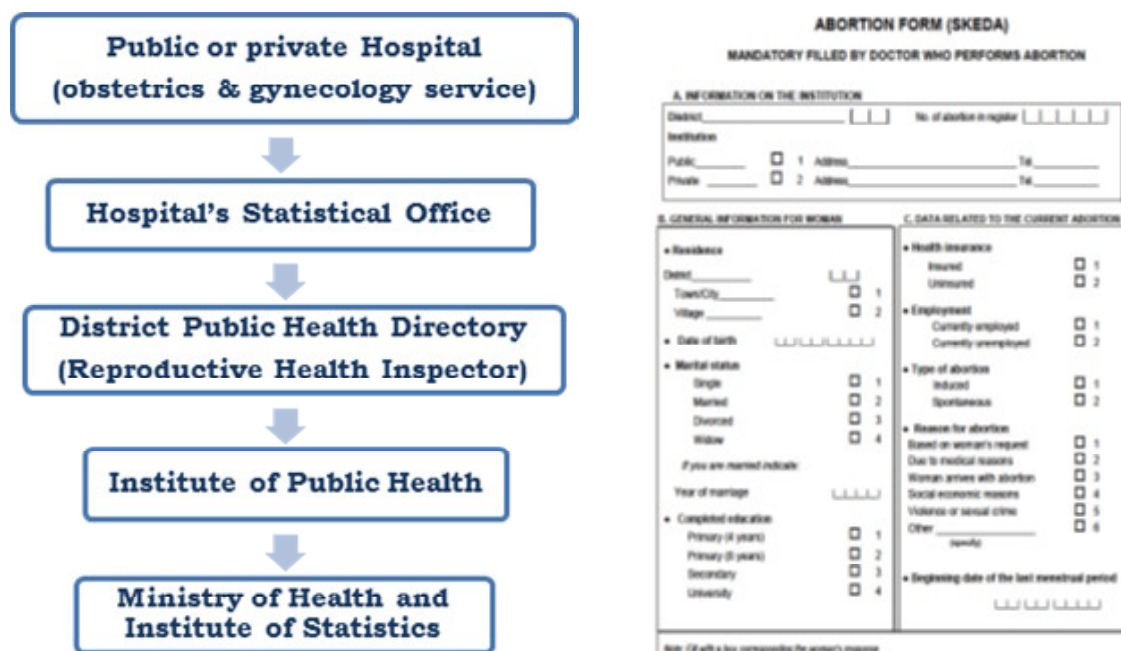 Public or private Hospital
(obstetrics & gynecology service)
Hospital's Statistical Office
District Public Health Directory
(Reproductive Health Inspector)
Institute of Public Health
Ministry of Health and
Institute of Statistics
ABORTION FORM (SKEDA)
MANDATORY FILLED BY DOCTOR WHO PERFORMS ABORTION
A. INFORMATION ON THE INSTITUTION
District No. of abortion in register
Institution
Public 1 Address Tel.
Private 2 Address Tel.
B. GENERAL INFORMATION FOR WOMAN
• Residence
District
Town/City 1
Village 2
• Date of birth
• Marital status
Single 1
Married 2
Divorced 3
Widow 4
If you are married indicate:
Year of marriage
• Completed education
Primary (4 years) 1
Primary (8 years) 2
Secondary 3
University 4
C. DATA RELATED TO THE CURRENT ABORTION
• Health insurance
Insured 1
Uninsured 2
• Employment
Currently employed 1
Currently unemployed 2
• Type of abortion
Induced 1
Spontaneous 2
• Reason for abortion
Based on woman's request 1
Due to medical reasons 2
Woman arrives with abortion 3
Social economic reasons 4
Violence or sexual crime 5
Other 6
(specify)
• Beginning date of the last menstrual period